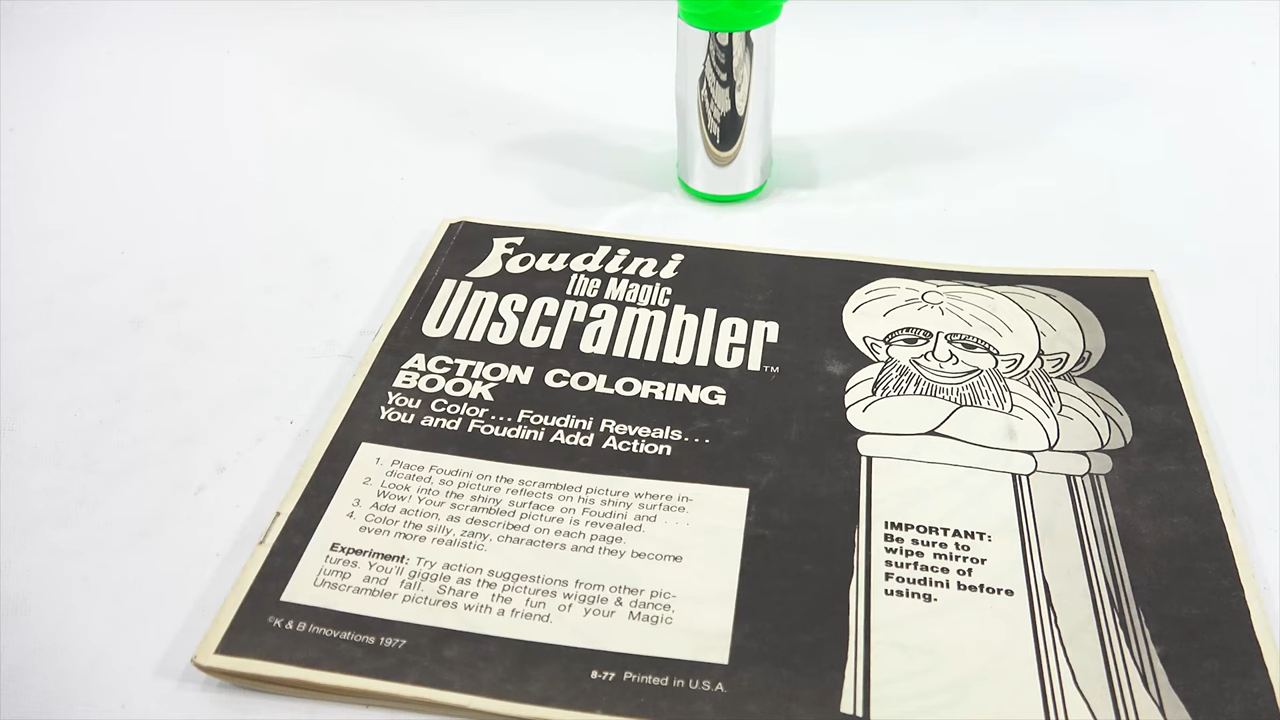 Foudini
the Magic
Unscrambler™
ACTION COLORING
BOOK
You Color... Foudini Reveals...
You and Foudini Add Action
1. Place Foudini on the scrambled picture where in-
dicated, so picture reflects on his shiny surface.
2. Look into the shiny surface on Foudini and . . .
Wow! Your scrambled picture is revealed.
3. Add action, as described on each page.
4. Color the silly, zany, characters and they become
even more realistic.
Experiment: Try action suggestions from other pic-
tures. You'll giggle as the pictures wiggle & dance,
jump and fall. Share the fun of your Magic
Unscrambler pictures with a friend.
©K & B Innovations 1977
8-77 Printed in U.S.A.
IMPORTANT:
Be sure to
wipe mirror
surface of
Foudini before
using.